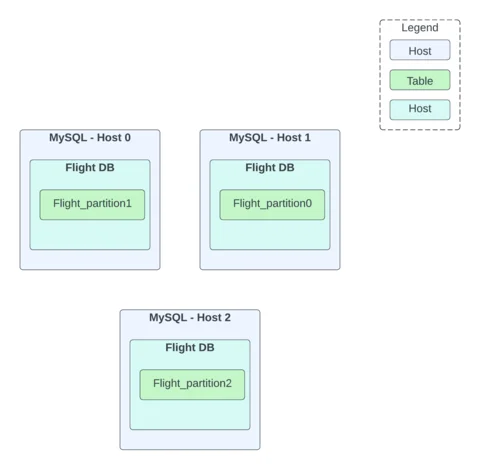 Legend
Host
Table
Host
MySQL - Host 0
Flight DB
Flight_partition1
MySQL - Host 1
Flight DB
Flight_partition0
MySQL - Host 2
Flight DB
Flight_partition2